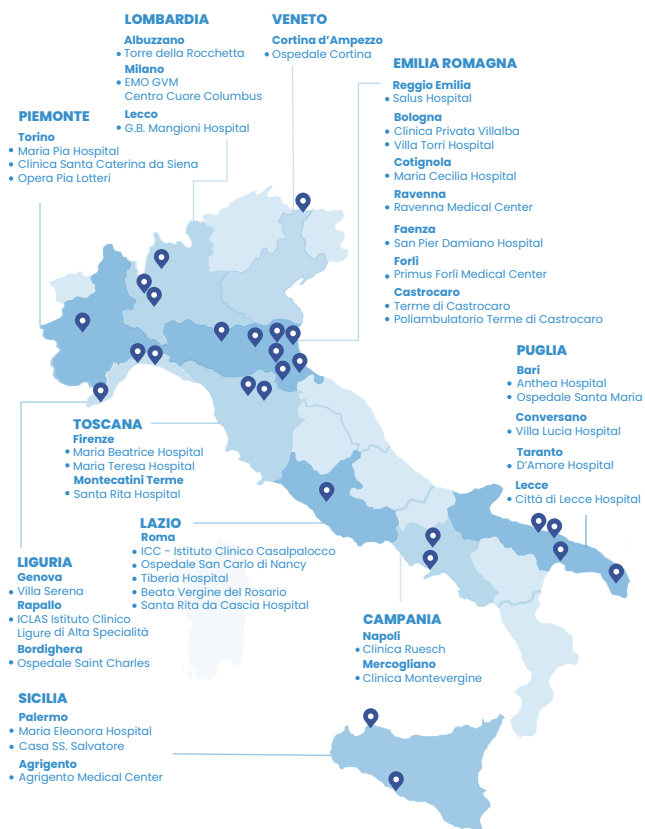 LOMBARDIA
Albuzzano
• Torre della Rocchetta
Milano
• EMO GVM
Centro Cuore Columbus
Lecco
• G.B. Mangioni Hospital
VENETO
Cortina d'Ampezzo
• Ospedale Cortina
EMILIA ROMAGNA
Reggio Emilia
• Salus Hospital
Bologna
• Clinica Privata Villalba
• Villa Torri Hospital
Cotignola
• Maria Cecilia Hospital
Ravenna
• Ravenna Medical Center
Faenza
• San Pier Damiano Hospital
Forlì
• Primus Forlì Medical Center
Castrocaro
• Terme di Castrocaro
• Poliambulatorio Terme di Castrocaro
PIEMONTE
Torino
• Maria Pia Hospital
• Clinica Santa Caterina da Siena
• Opera Pia Lotteri
PUGLIA
Bari
• Anthea Hospital
• Ospedale Santa Maria
Conversano
• Villa Lucia Hospital
Taranto
• D'Amore Hospital
Lecce
• Città di Lecce Hospital
TOSCANA
Firenze
• Maria Beatrice Hospital
• Maria Teresa Hospital
Montecatini Terme
• Santa Rita Hospital
LAZIO
Roma
• ICC - Istituto Clinico Casalpalocco
• Ospedale San Carlo di Nancy
• Tiberia Hospital
• Beata Vergine del Rosario
• Santa Rita da Cascia Hospital
LIGURIA
Genova
• Villa Serena
Rapallo
• ICLAS Istituto Clinico
Ligure di Alta Specialità
Bordighera
• Ospedale Saint Charles
CAMPANIA
Napoli
• Clinica Ruesch
Mercogliano
• Clinica Montevergine
SICILIA
Palermo
• Maria Eleonora Hospital
• Casa SS. Salvatore
Agrigento
• Agrigento Medical Center